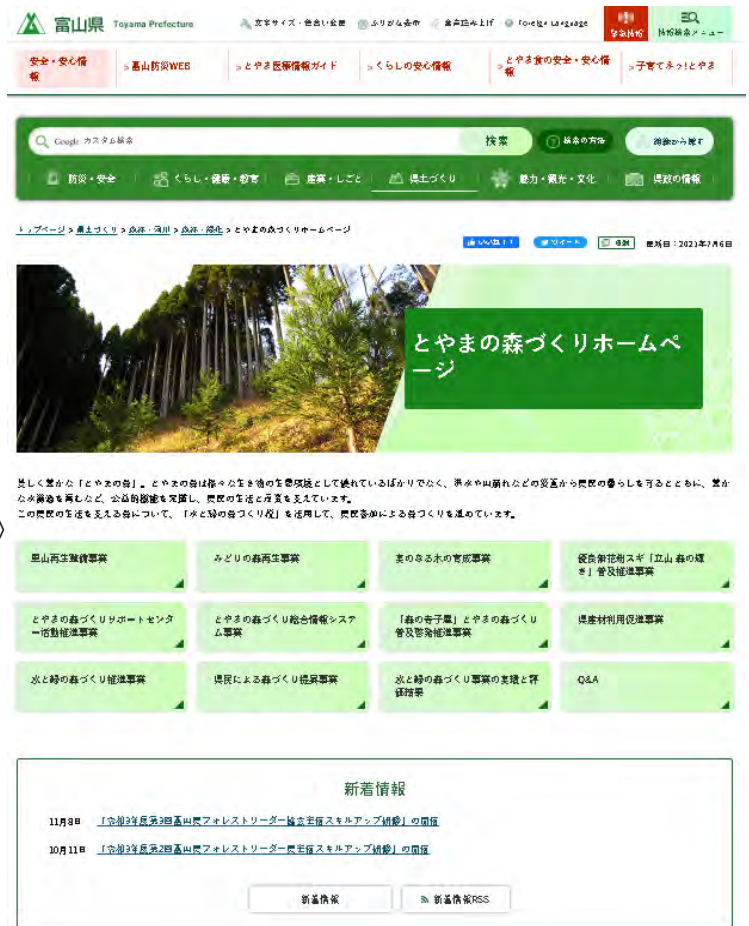 富山県 Toyama Prefecture 文字サイズ・色合い変更 ふりがな表示 音声読み上げ Foreign Language 緊急情報 情報検索メニュー
安全・安心情
報
>富山防災WEB
>とやま医療情報ガイド
>くらしの安心情報
>とやま食の安全・安心情
報
>子育てネッ!とやま
Google カスタム検索 検索 検索の方法 組織から探す
防災・安全 くらし・健康・教育 産業・しごと 県土づくり 魅力・観光・文化 県政の情報
トップページ > 県土づくり > 森林・河川 > 森林・緑化 > とやまの森づくりホームページ
いいね! ツイート 印刷 更新日:2021年7月6日
とやまの森づくりホームペ
ージ
美しく豊かな「とやまの森」。とやまの森は様々な生き物の生息環境として優れているばかりでなく、洪水や山崩れなどの災害から県民の暮らしを守るとともに、豊か
な水資源を育むなど、公益的機能を発揮し、県民の生活と産業を支えています。
この県民の生活を支える森について、「水と緑の森づくり税」を活用して、県民参加による森づくりを進めています。
里山再生整備事業
みどりの森再生事業
実のなる木の育成事業
優良無花粉スギ「立山 森の輝
き」普及推進事業
とやまの森づくりサポートセンタ
ー活動推進事業
とやまの森づくり総合情報システ
ム事業
「森の寺子屋」とやまの森づくり
普及啓発推進事業
県産材利用促進事業
水と緑の森づくり推進事業
県民による森づくり提案事業
水と緑の森づくり事業の実績と評
価結果
Q&A
新着情報
11月8日 「令和3年度第3回富山県フォレストリーダー協会主催スキルアップ研修」の開催
10月11日 「令和3年度第2回富山県フォレストリーダー県主催スキルアップ研修」の開催
新着情報 新着情報RSS